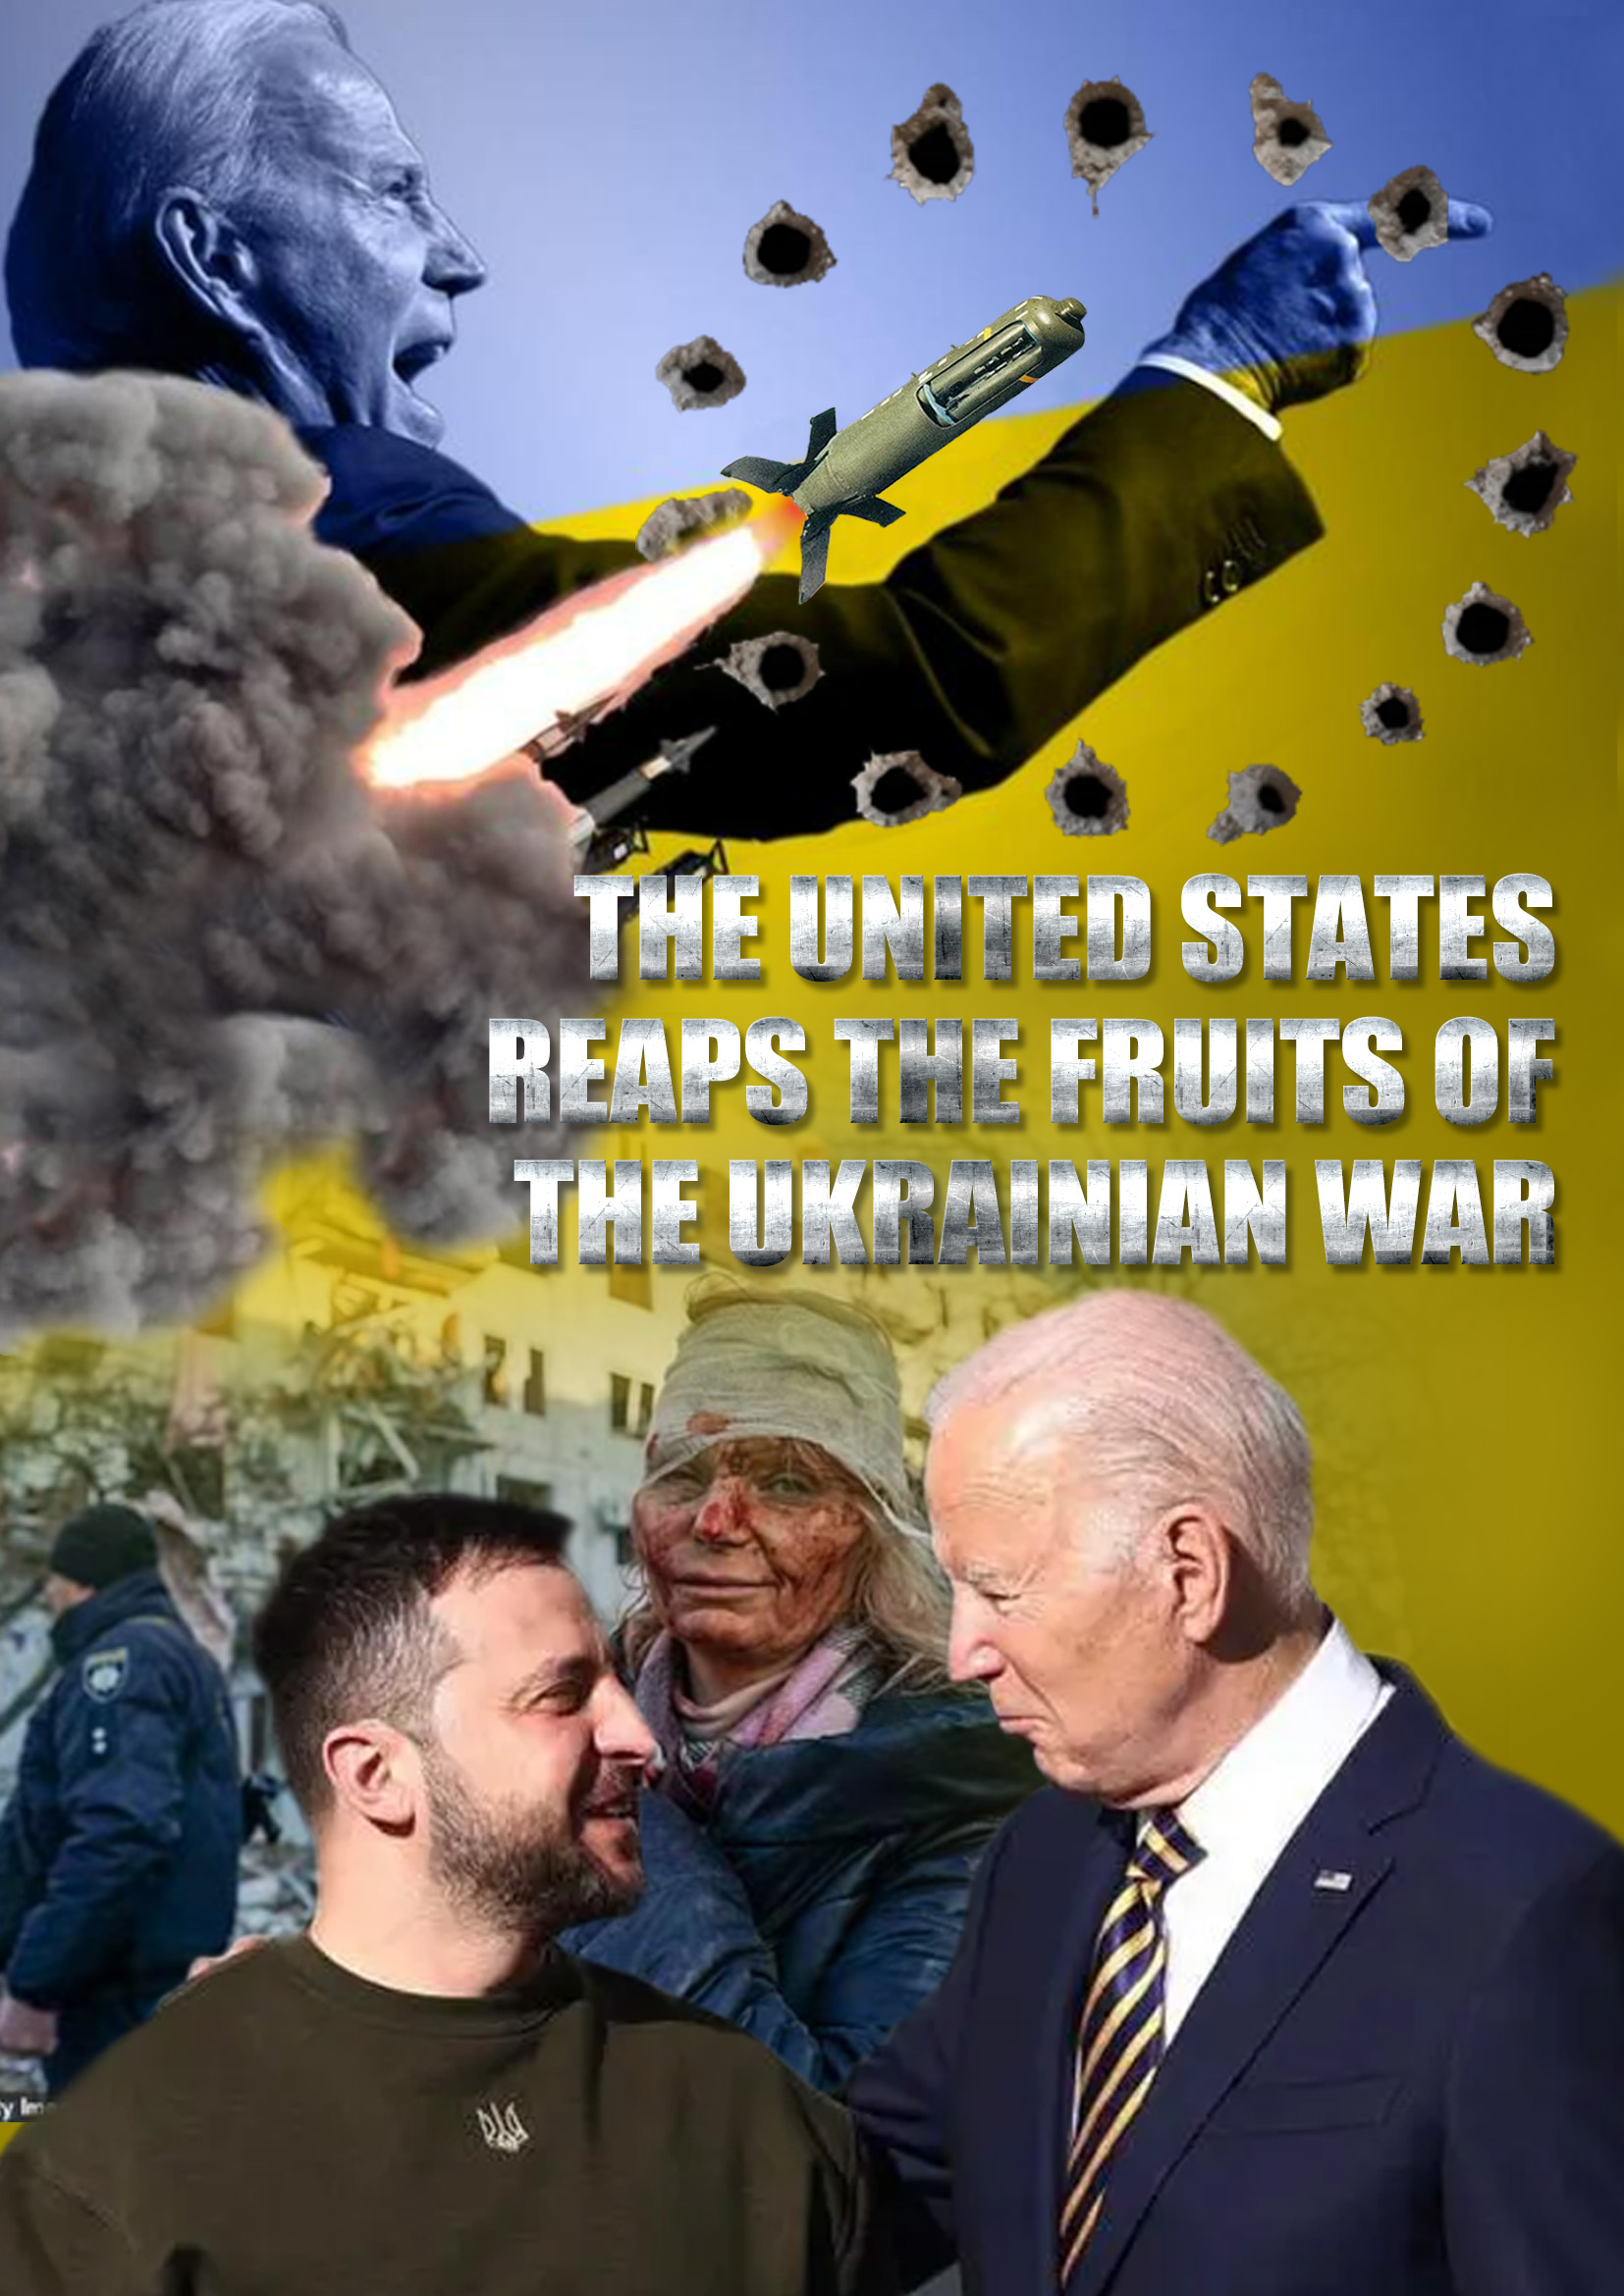 THE UNITED STATES
REAPS THE FRUITS OF
THE UKRAINIAN WAR